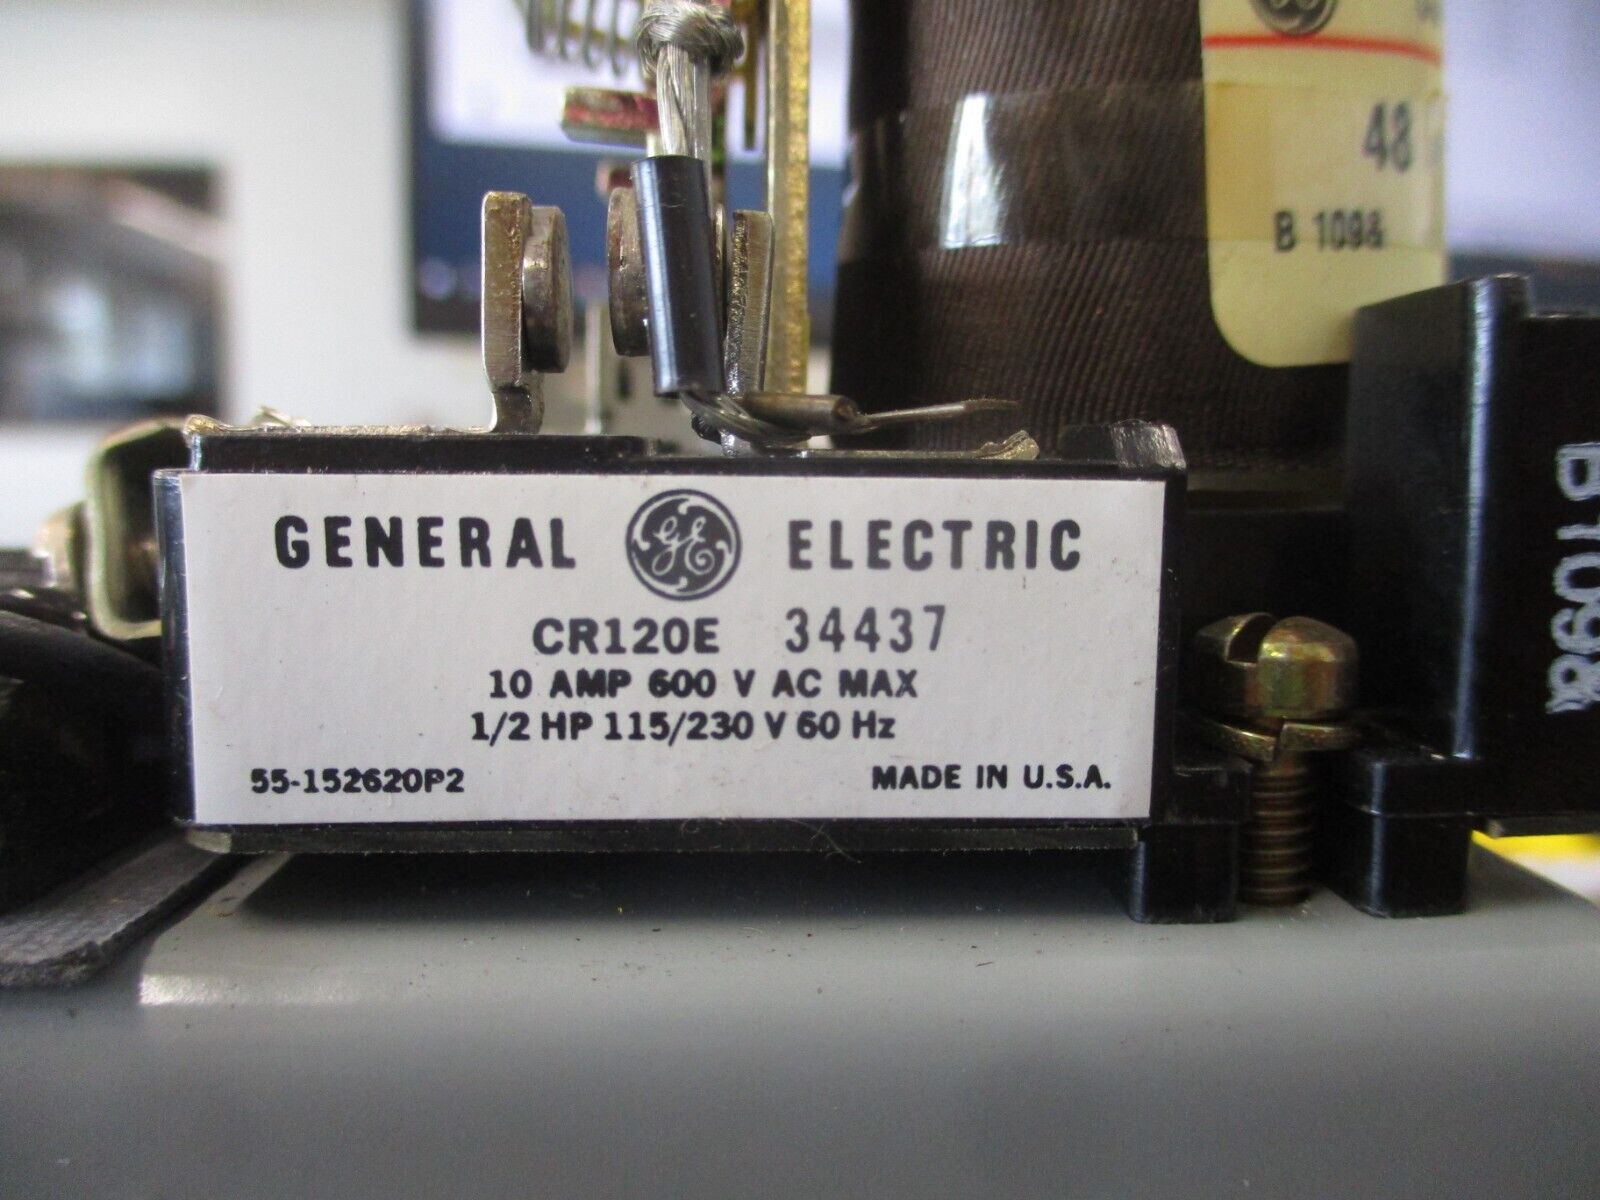 48
B 1098
GENERAL GE ELECTRIC
CR120E 34437
10 AMP 600 V AC MAX
1/2 HP 115/230 V 60 Hz
55-152620P2 MADE IN U.S.A.
B1098